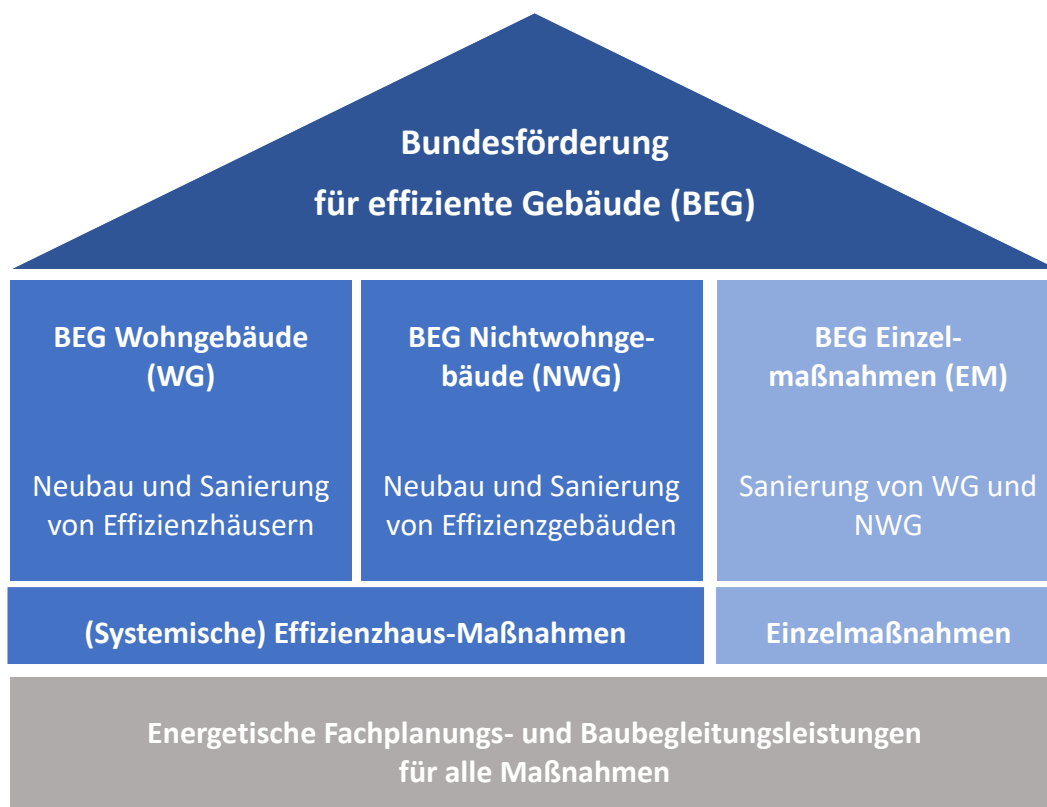 Bundesförderung
für effiziente Gebäude (BEG)
BEG Wohngebäude
(WG)
Neubau und Sanierung
von Effizienzhäusern
BEG Nichtwohnge-
bäude (NWG)
Neubau und Sanierung
von Effizienzgebäuden
BEG Einzel-
maßnahmen (EM)
Sanierung von WG und
NWG
(Systemische) Effizienzhaus-Maßnahmen
Einzelmaßnahmen
Energetische Fachplanungs- und Baubegleitungsleistungen
für alle Maßnahmen